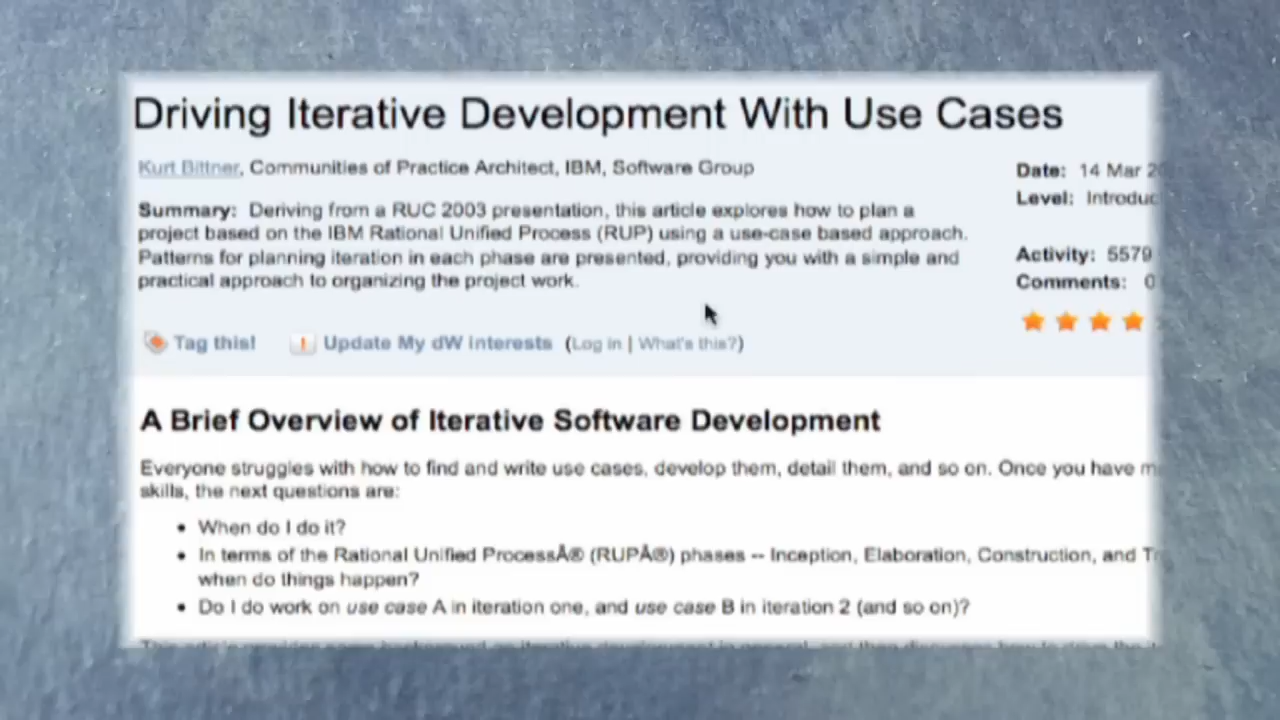 Driving Iterative Development With Use Cases
Kurt Bittner, Communities of Practice Architect, IBM, Software Group
Date: 14 Mar
Level:
Summary: Deriving from a RUC 2003 presentation, this article explores how to plan a
project based on the IBM Rational Unified Process (RUP) using a use-case based approach.
Patterns for planning iteration in each phase are presented, providing you with a simple and
practical approach to organizing the project work.
Activity: 5579
Comments: 0
Tag this! Update My dW interests (Log in | What's this?)
A Brief Overview of Iterative Software Development
Everyone struggles with how to find and write use cases, develop them, detail them, and so on. Once you have
skills, the next questions are:
• When do I do it?
• In terms of the Rational Unified ProcessÂ® (RUPÂ®) phases -- Inception, Elaboration, Construction, and
when do things happen?
• Do I do work on use case A in iteration one, and use case B in iteration 2 (and so on)?